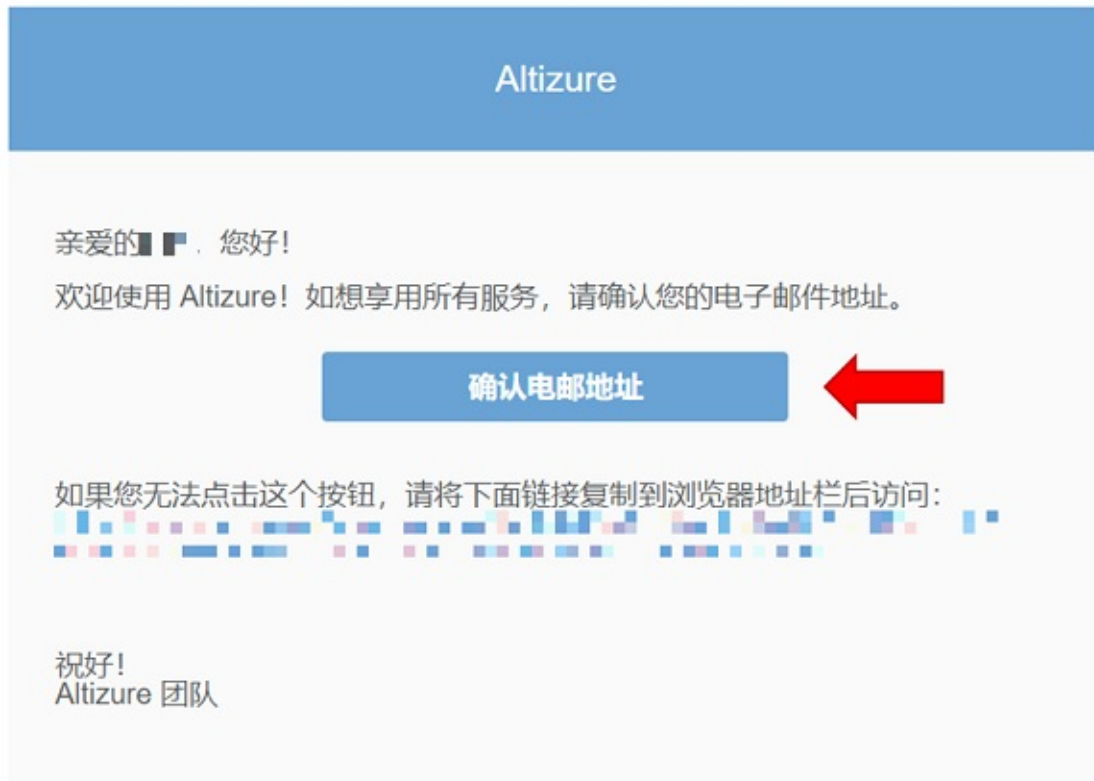 Altizure
亲爱的 . 您好！
欢迎使用 Altizure！如想享用所有服务，请确认您的电子邮件地址。
确认电邮地址
如果您无法点击这个按钮，请将下面链接复制到浏览器地址栏后访问：
祝好！
Altizure 团队